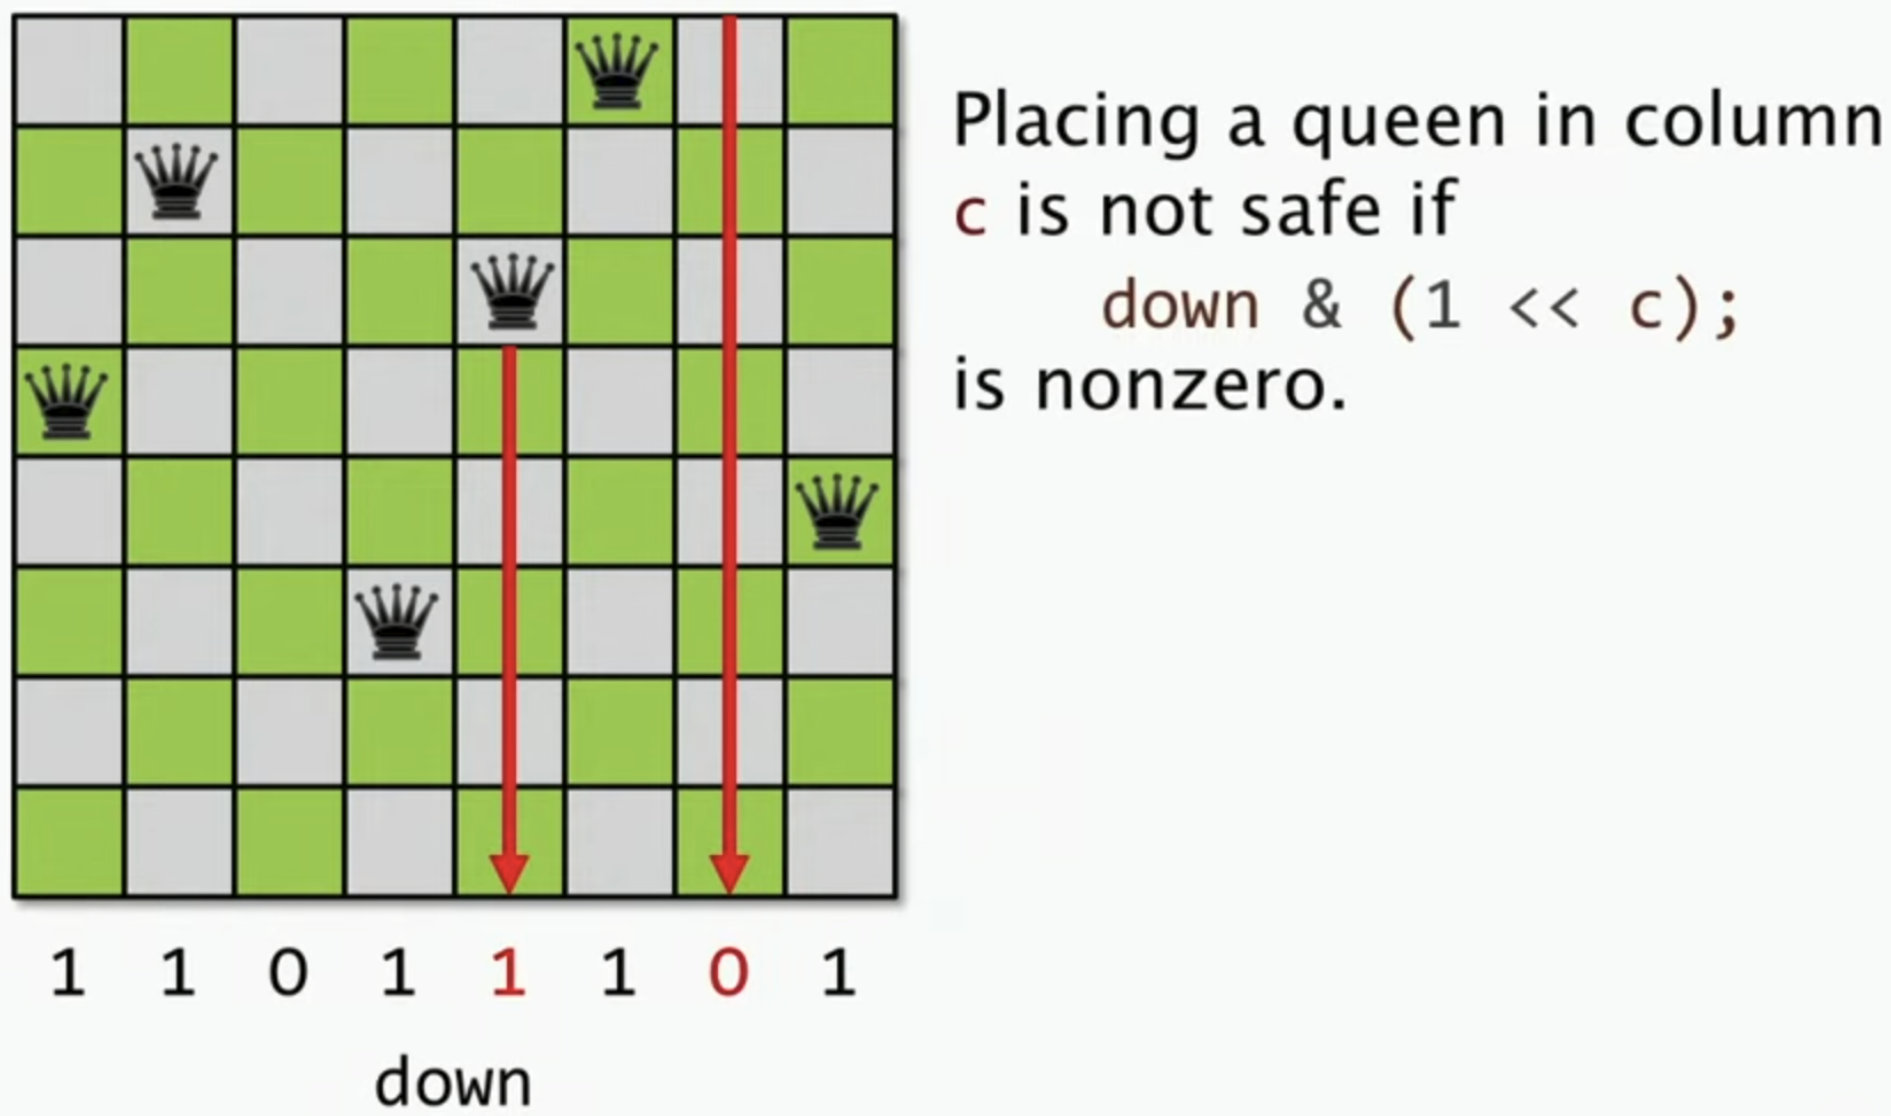 Placing a queen in column
c is not safe if
down & (1 << c);
is nonzero.
1 1 0 1 1 1 0 1
down